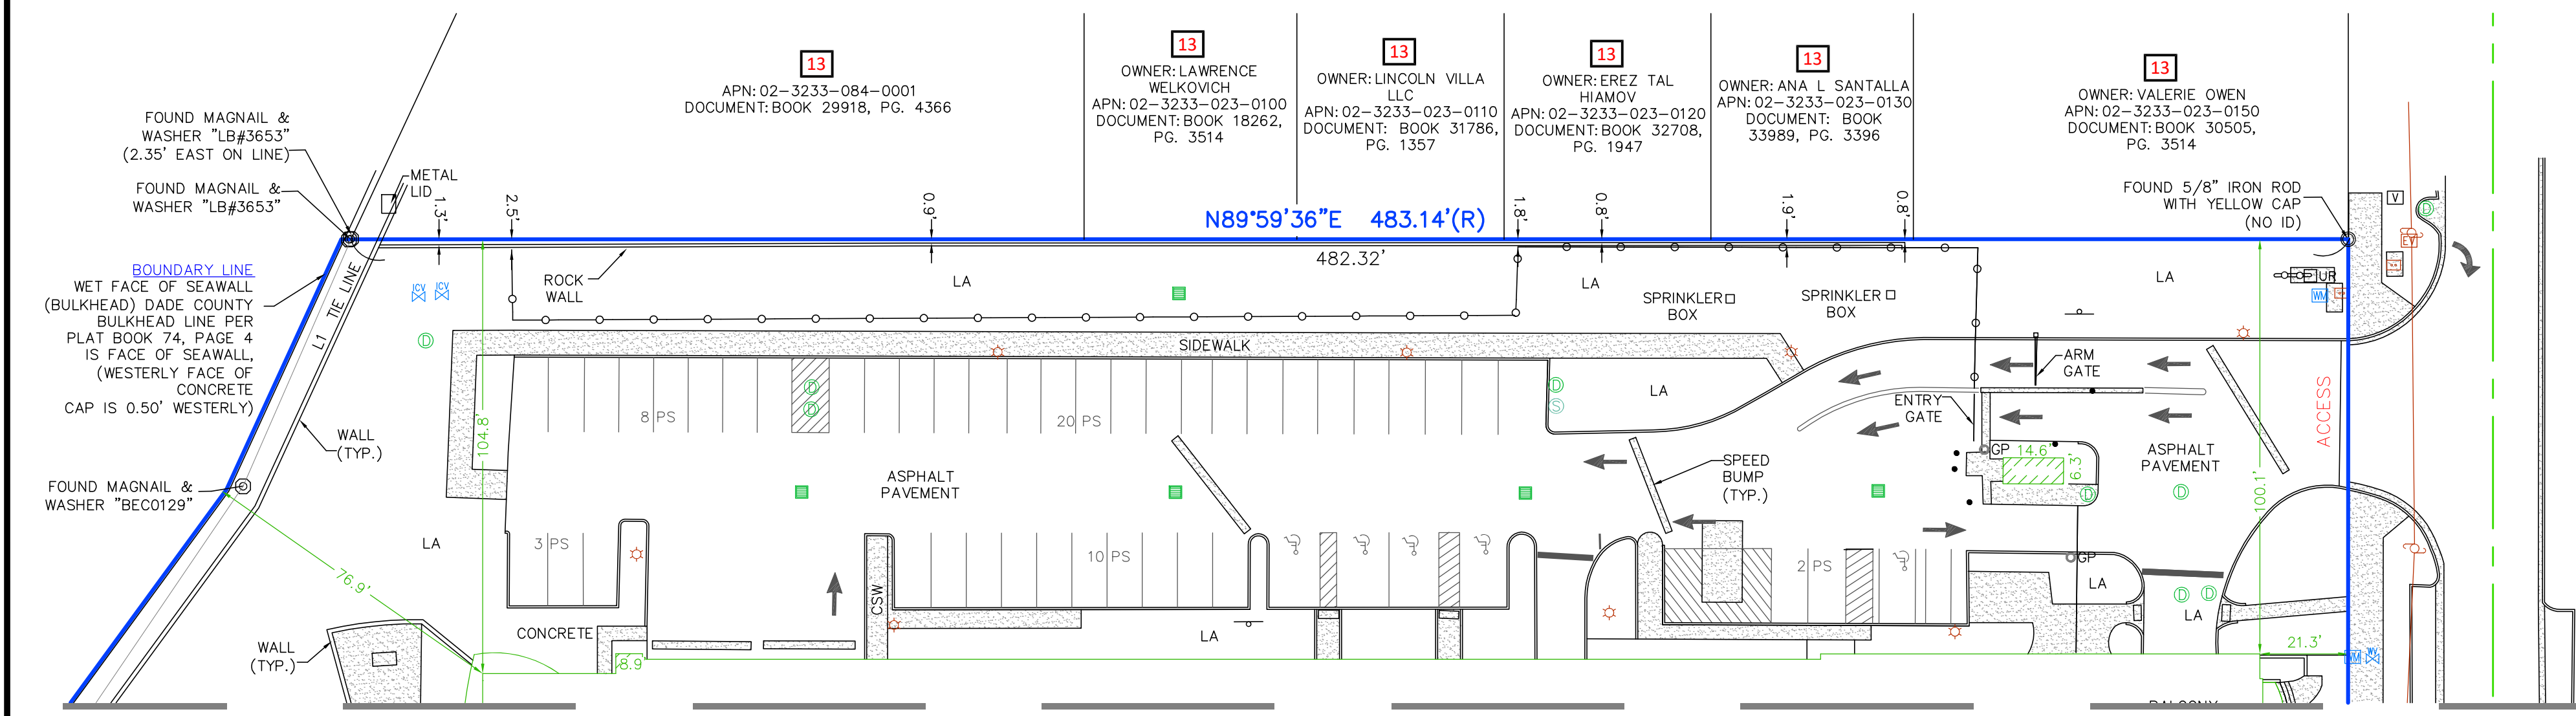 13
APN: 02-3233-084-0001
DOCUMENT: BOOK 29918, PG. 4366
13
OWNER: LAWRENCE
WELKOVICH
APN: 02-3233-023-0100
DOCUMENT: BOOK 18262,
PG. 3514
13
OWNER: LINCOLN VILLA
LLC
APN: 02-3233-023-0110
DOCUMENT: BOOK 31786,
PG. 1357
13
OWNER: EREZ TAL
HIAMOV
APN: 02-3233-023-0120
DOCUMENT: BOOK 32708,
PG. 1947
13
OWNER: ANA L SANTALLA
APN: 02-3233-023-0130
DOCUMENT: BOOK
33989, PG. 3396
13
OWNER: VALERIE OWEN
APN: 02-3233-023-0150
DOCUMENT: BOOK 30505,
PG. 3514
FOUND MAGNAIL &
WASHER "LB#3653"
(2.35' EAST ON LINE)
FOUND MAGNAIL &
WASHER "LB#3653"
METAL
LID
1.3'
2.5'
0.9'
N89°59'36"E 483.14'(R)
482.32'
1.8'
0.8'
1.9'
0.8'
FOUND 5/8" IRON ROD
WITH YELLOW CAP
(NO ID)
V
D
EV
BOUNDARY LINE
WET FACE OF SEAWALL
(BULKHEAD) DADE COUNTY
BULKHEAD LINE PER
PLAT BOOK 74, PAGE 4
IS FACE OF SEAWALL,
(WESTERLY FACE OF
CONCRETE
CAP IS 0.50' WESTERLY)
L1 TIE LINE
ICV
ICV
D
ROCK
WALL
LA
LA
SPRINKLER
BOX
SPRINKLER
BOX
LA
UR
WM
SIDEWALK
WALL
(TYP.)
104.8'
8 PS
D
D
20 PS
D
S
LA
ARM
GATE
ENTRY
GATE
ACCESS
FOUND MAGNAIL &
WASHER "BEC0129"
ASPHALT
PAVEMENT
SPEED
BUMP
(TYP.)
GP
14.6'
6.3'
D
ASPHALT
PAVEMENT
D
100.1'
LA
76.9'
3 PS
10 PS
2 PS
GP
LA
D
D
LA
CSW
CONCRETE
WALL
(TYP.)
8.9
LA
21.3'
WM
WV